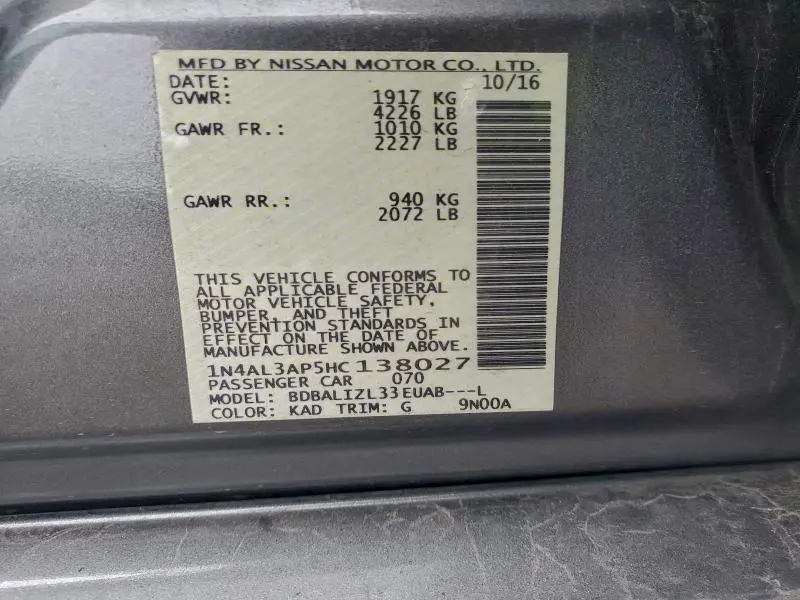 MFD BY NISSAN MOTOR CO., LTD.
DATE: 10/16
GVWR: 1917 KG
4226 LB
GAWR FR.: 1010 KG
2227 LB
GAWR RR.: 940 KG
2072 LB
THIS VEHICLE CONFORMS TO
ALL APPLICABLE FEDERAL
MOTOR VEHICLE SAFETY,
BUMPER, AND THEFT
PREVENTION STANDARDS IN
EFFECT ON THE DATE OF
MANUFACTURE SHOWN ABOVE.
1N4AL3AP5HC138027
PASSENGER CAR 070
MODEL: BDBALIZL33EUAB---L
COLOR: KAD TRIM: G 9N00A